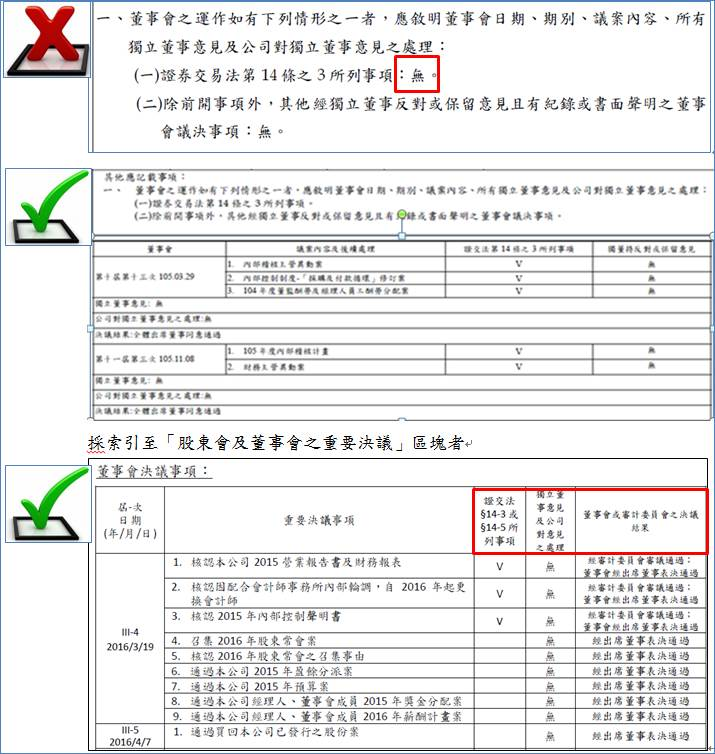 一、董事會之運作如有下列情形之一者，應敘明董事會日期、期別、議案內容、所有
獨立董事意見及公司對獨立董事意見之處理：
(一)證券交易法第 14 條之 3 所列事項：無。
(二)除前開事項外，其他經獨立董事反對或保留意見且有紀錄或書面聲明之董事
會議決事項：無。
其他應記載事項：
一、 董事會之運作如有下列情形之一者，應敘明董事會日期、期別、議案內容、所有獨立董事意見及公司對獨立董事意見之處理：
(一)證券交易法第 14 條之 3 所列事項。
(二)除前開事項外，其他經獨立董事反對或保留意見且有錄或書面聲明之董事會議決事項。
董事會 議案內容及後續處理 證交法第 14 條之 3 所列事項 獨董持反對或保留意見
第十屆第十三次 105.03.29
1. 內部稽核主管異動案 V 無
2. 內部控制制度-「採購及付款循環」修訂案 V 無
3. 104 年度董監酬勞及經理人員工酬勞分配案 V 無
獨立董事意見: 無
公司對獨立董事意見之處理:無
決議結果:全體出席董事同意通過
第十一屆第三次 105.11.08
1. 105 年度內部稽核計畫 V 無
2. 財務主管異動案 V 無
獨立董事意見: 無
公司對獨立董事意見之處理:無
決議結果:全體出席董事同意通過
採索引至「股東會及董事會之重要決議」區塊者
董事會決議事項：
屆-次
日期
(年/月/日)
重要決議事項
證交法
§14-3 或
§14-5 所
列事項
獨立董
事意見
及公司
對獨立
董事意見
之處理
董事會或審計委員會之決議
結果
III-4
2016/3/19
1. 核認本公司 2015 營業報告書及財務報表 V 無 經審計委員會審議通過；
董事會經出席董事表決通過
2. 核認因配合會計師事務所內部輪調，自 2016 年起更
換會計師 V 無 經審計委員會審議通過；
董事會經出席董事表決通過
3. 核認 2015 年內部控制聲明書 V 無 經審計委員會審議通過；
董事會經出席董事表決通過
4. 召集 2016 年股東常會案 無 經出席董事表決通過
5. 核認 2016 年股東常會之召集事由 無 經出席董事表決通過
6. 通過本公司 2015 年盈餘分派案 無 經出席董事表決通過
7. 通過本公司 2015 年預算案 無 經出席董事表決通過
8. 通過本公司經理人、董事會成員 2015 年獎金分配案 無 經出席董事表決通過
9. 通過本公司經理人、董事會成員 2016 年薪酬計畫案 無 經出席董事表決通過
III-5
2016/4/7
1. 通過買回本公司已發行之股份案 無 經出席董事表決通過